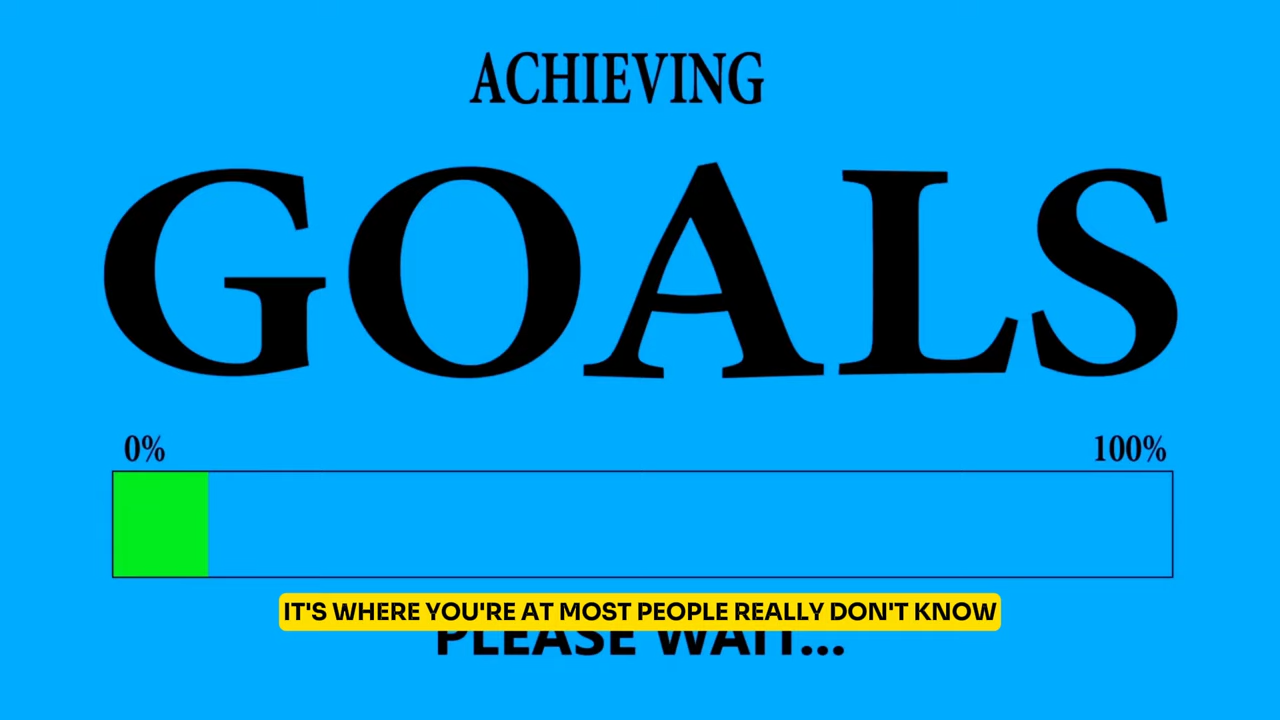 ACHIEVING
GOALS
0% 100%
IT'S WHERE YOU'RE AT MOST PEOPLE REALLY DON'T KNOW
PLEASE WAIT...